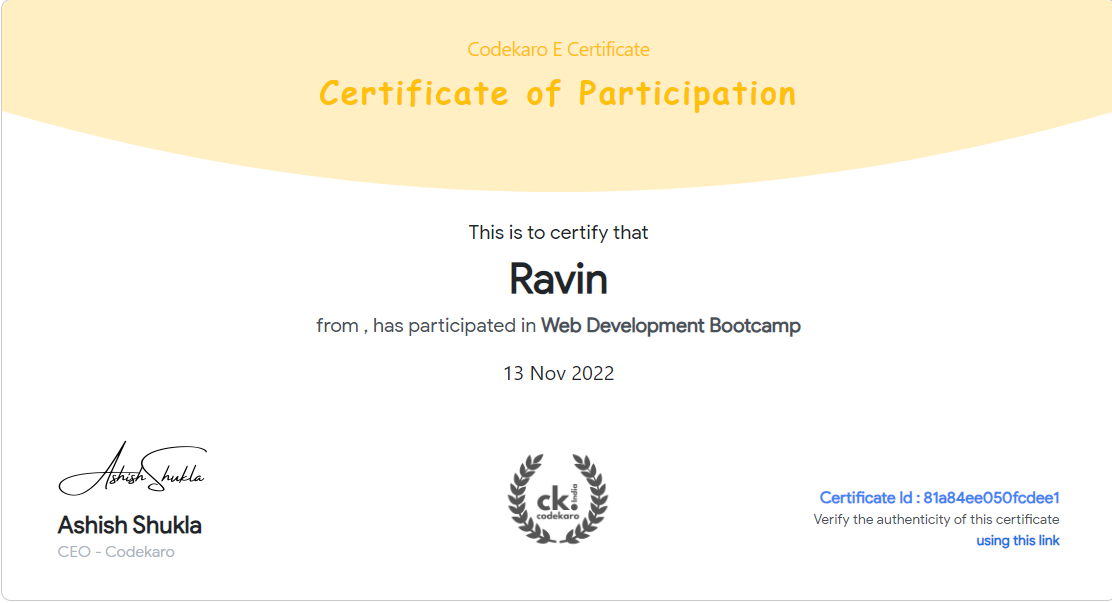 Codekaro E Certificate
Certificate of Participation
This is to certify that
Ravin
from , has participated in Web Development Bootcamp
13 Nov 2022
Ashish Shukla
Ashish Shukla
CEO - Codekaro
ck.
India
codekaro
Certificate Id : 81a84ee050fcdee1
Verify the authenticity of this certificate
using this link